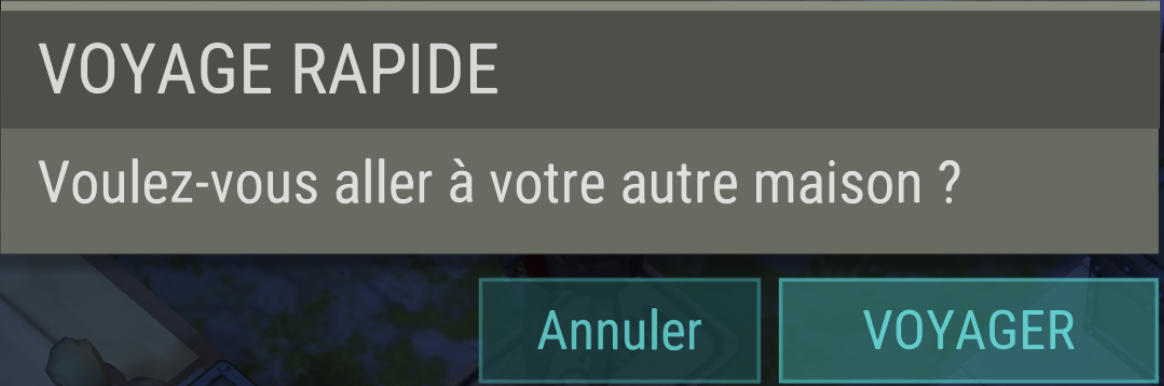 VOYAGE RAPIDE
Voulez-vous aller à votre autre maison ?
Annuler
VOYAGER